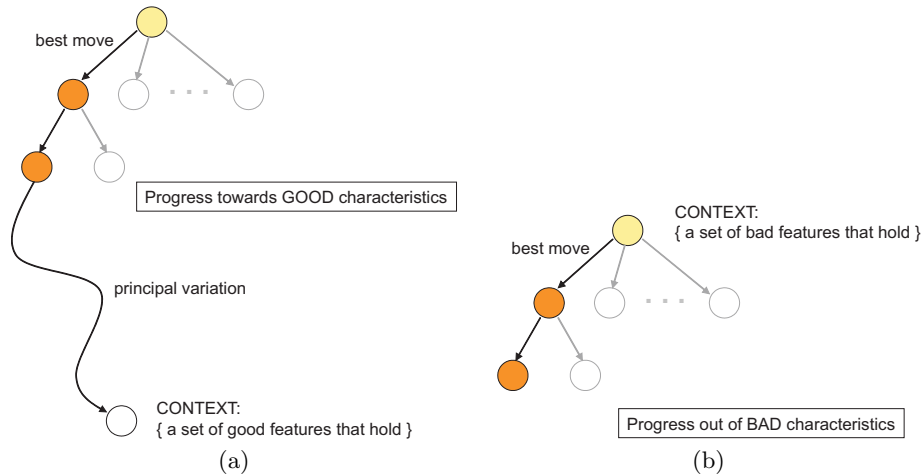 best move
Progress towards GOOD characteristics
principal variation
CONTEXT:
{ a set of good features that hold }
(a)
CONTEXT:
{ a set of bad features that hold }
best move
Progress out of BAD characteristics
(b)